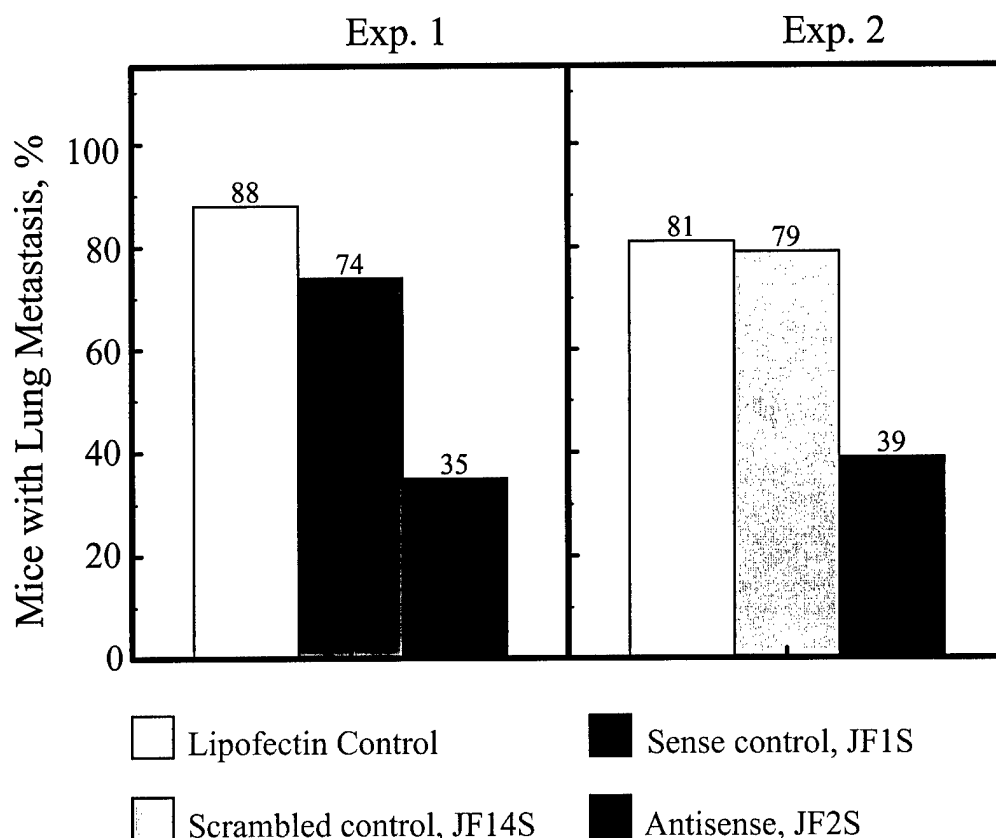 Exp. 1
Exp. 2
Mice with Lung Metastasis, %
100
80
60
40
20
0
88
74
35
81
79
39
Lipofectin Control
Sense control, JF1S
Scrambled control, JF14S
Antisense, JF2S